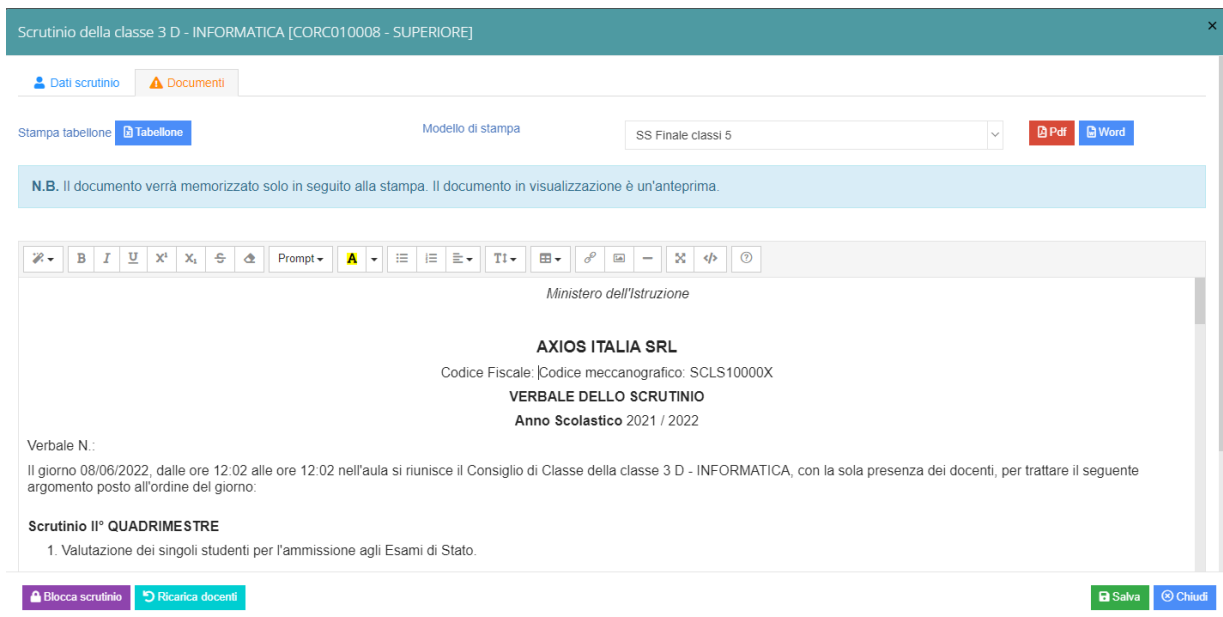 Scrutinio della classe 3 D - INFORMATICA [CORC010008 - SUPERIORE]
×
Dati scrutinio
Documenti
Stampa tabellone Tabellone
Modello di stampa
SS Finale classi 5
Pdf
Word
N.B. Il documento verrà memorizzato solo in seguito alla stampa. Il documento in visualizzazione è un'anteprima.
B I U X¹ X₁ S Prompt A T↕ </> ?
Ministero dell'Istruzione
AXIOS ITALIA SRL
Codice Fiscale: Codice meccanografico: SCLS10000X
VERBALE DELLO SCRUTINIO
Anno Scolastico 2021 / 2022
Verbale N.:
Il giorno 08/06/2022, dalle ore 12:02 alle ore 12:02 nell'aula si riunisce il Consiglio di Classe della classe 3 D - INFORMATICA, con la sola presenza dei docenti, per trattare il seguente
argomento posto all'ordine del giorno:
Scrutinio II° QUADRIMESTRE
1. Valutazione dei singoli studenti per l'ammissione agli Esami di Stato.
Blocca scrutinio
Ricarica docenti
Salva
Chiudi